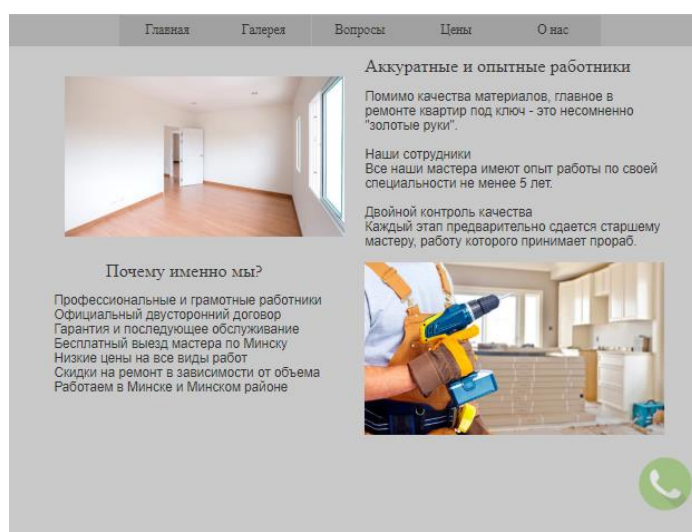 Главная Галерея Вопросы Цены О нас
Аккуратные и опытные работники
Помимо качества материалов, главное в
ремонте квартир под ключ - это несомненно
"золотые руки".
Наши сотрудники
Все наши мастера имеют опыт работы по своей
специальности не менее 5 лет.
Двойной контроль качества
Каждый этап предварительно сдается старшему
мастеру, работу которого принимает прораб.
Почему именно мы?
Профессиональные и грамотные работники
Официальный двусторонний договор
Гарантия и последующее обслуживание
Бесплатный выезд мастера по Минску
Низкие цены на все виды работ
Скидки на ремонт в зависимости от объема
Работаем в Минске и Минском районе